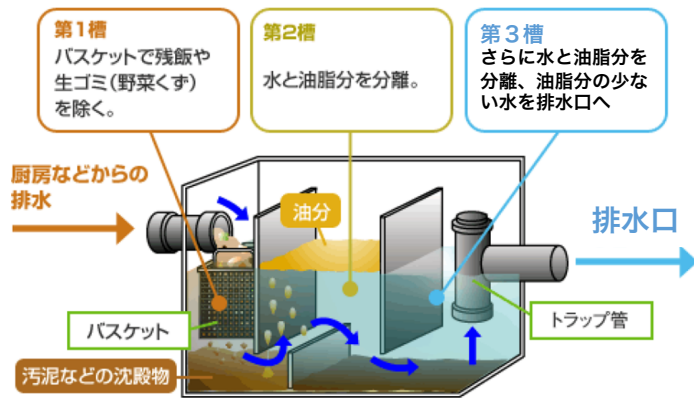 第1槽
バスケットで残飯や
生ゴミ(野菜くず)
を除く。
第2槽
水と油脂分を分離。
第３槽
さらに水と油脂分を
分離、油脂分の少な
い水を排水口へ
厨房などからの
排水
油分
排水口
バスケット
トラップ管
汚泥などの沈殿物